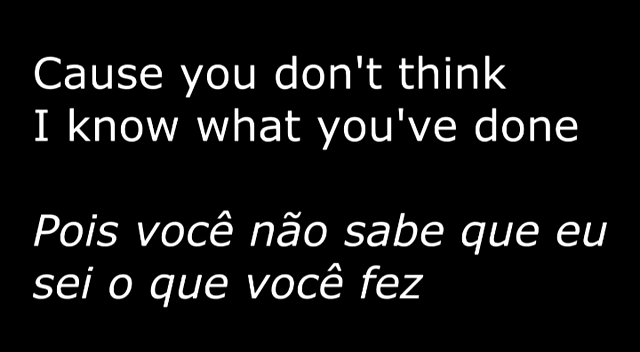 Cause you don't think
I know what you've done
Pois você não sabe que eu
sei o que você fez